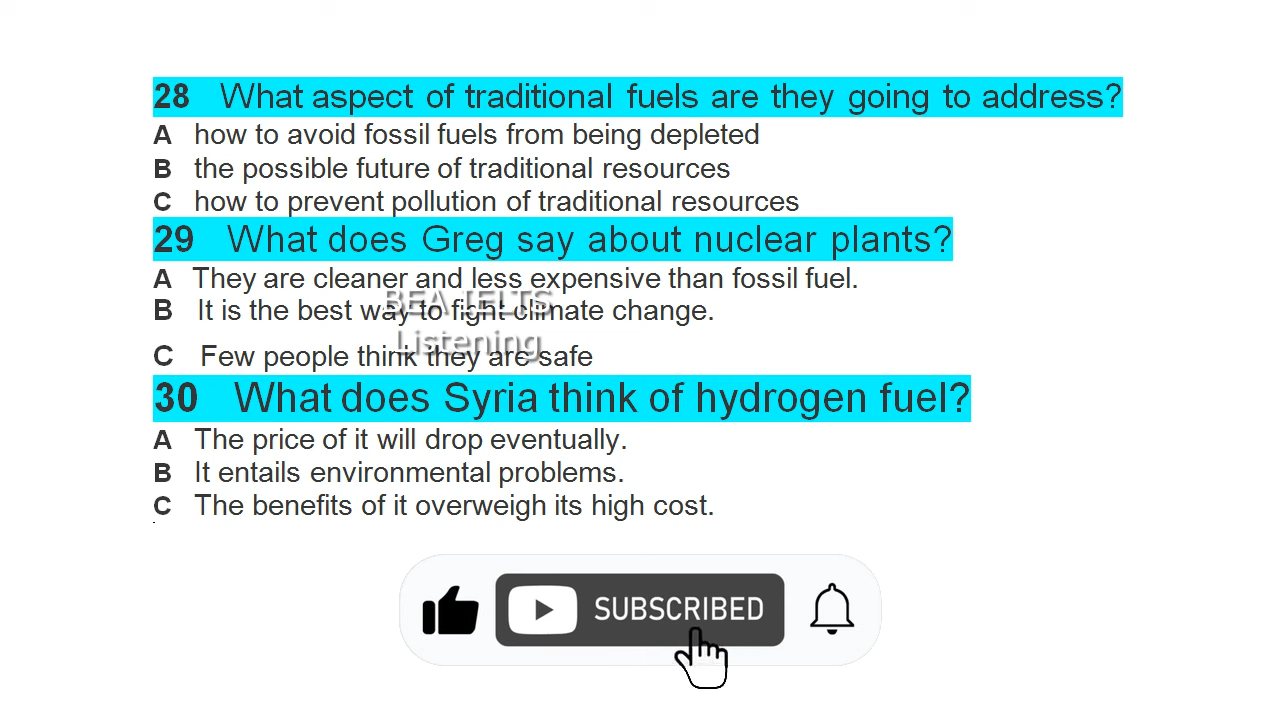 28 What aspect of traditional fuels are they going to address?
A how to avoid fossil fuels from being depleted
B the possible future of traditional resources
C how to prevent pollution of traditional resources
29 What does Greg say about nuclear plants?
A They are cleaner and less expensive than fossil fuel.
BEA IELTS
B It is the best way to fight climate change.
Listening
C Few people think they are safe
30 What does Syria think of hydrogen fuel?
A The price of it will drop eventually.
B It entails environmental problems.
C The benefits of it overweigh its high cost.
SUBSCRIBED